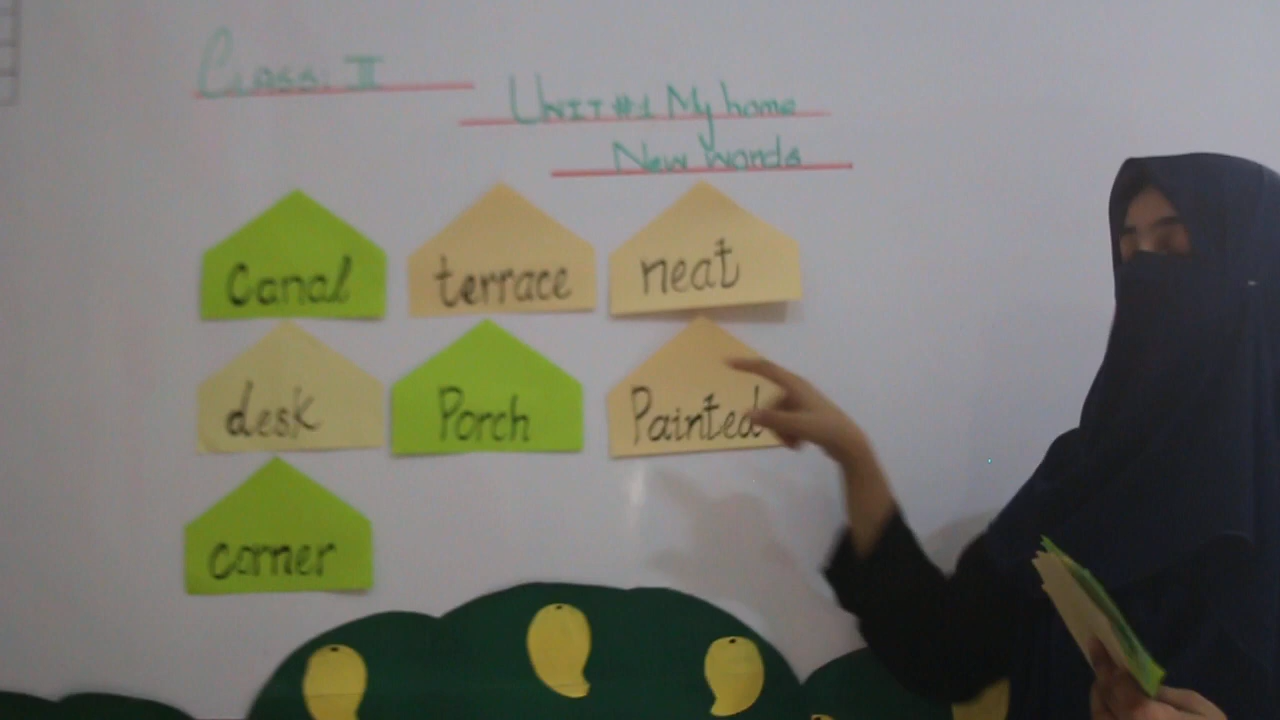 Class: II
Unit #1 My home
New words
Canal terrace neat
desk Porch Painted
corner